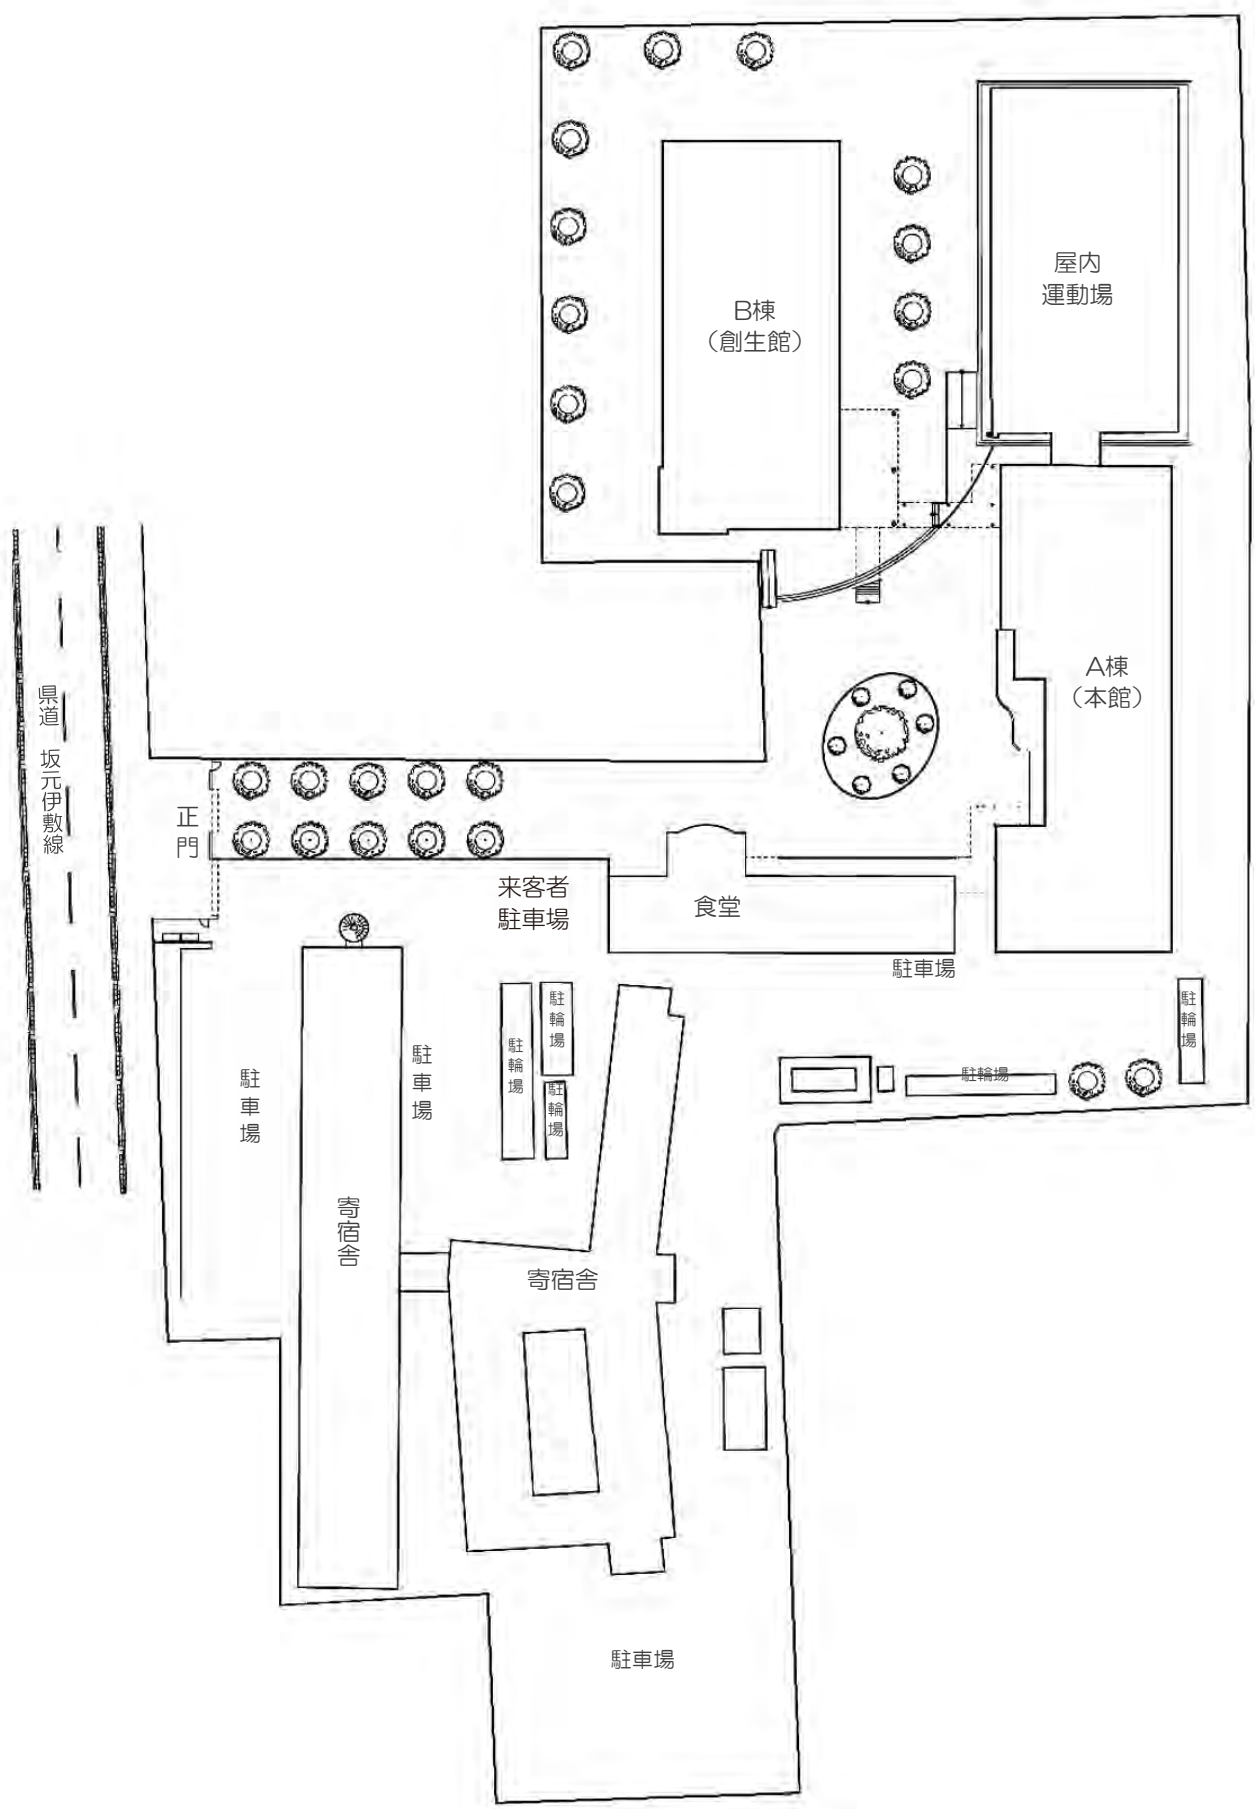 屋内
運動場
B棟
（創生館）
A棟
（本館）
県道 坂元伊敷線
正門
来客者
駐車場
食堂
駐車場
駐輪場
駐輪場
駐輪場
駐輪場
駐輪場
駐車場
駐車場
寄宿舎
寄宿舎
駐車場